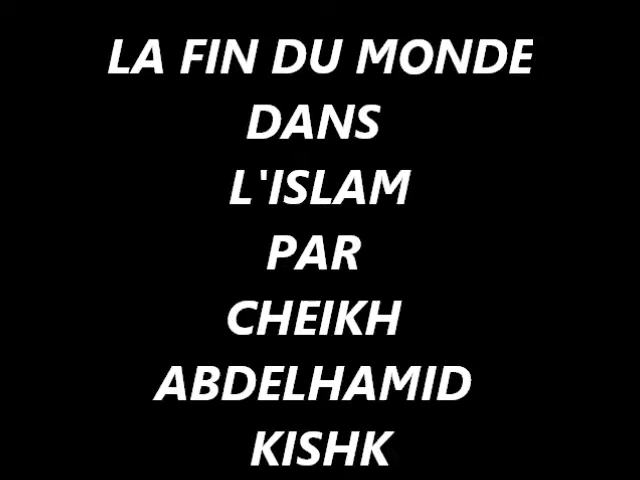 LA FIN DU MONDE
DANS
L'ISLAM
PAR
CHEIKH
ABDELHAMID
KISHK